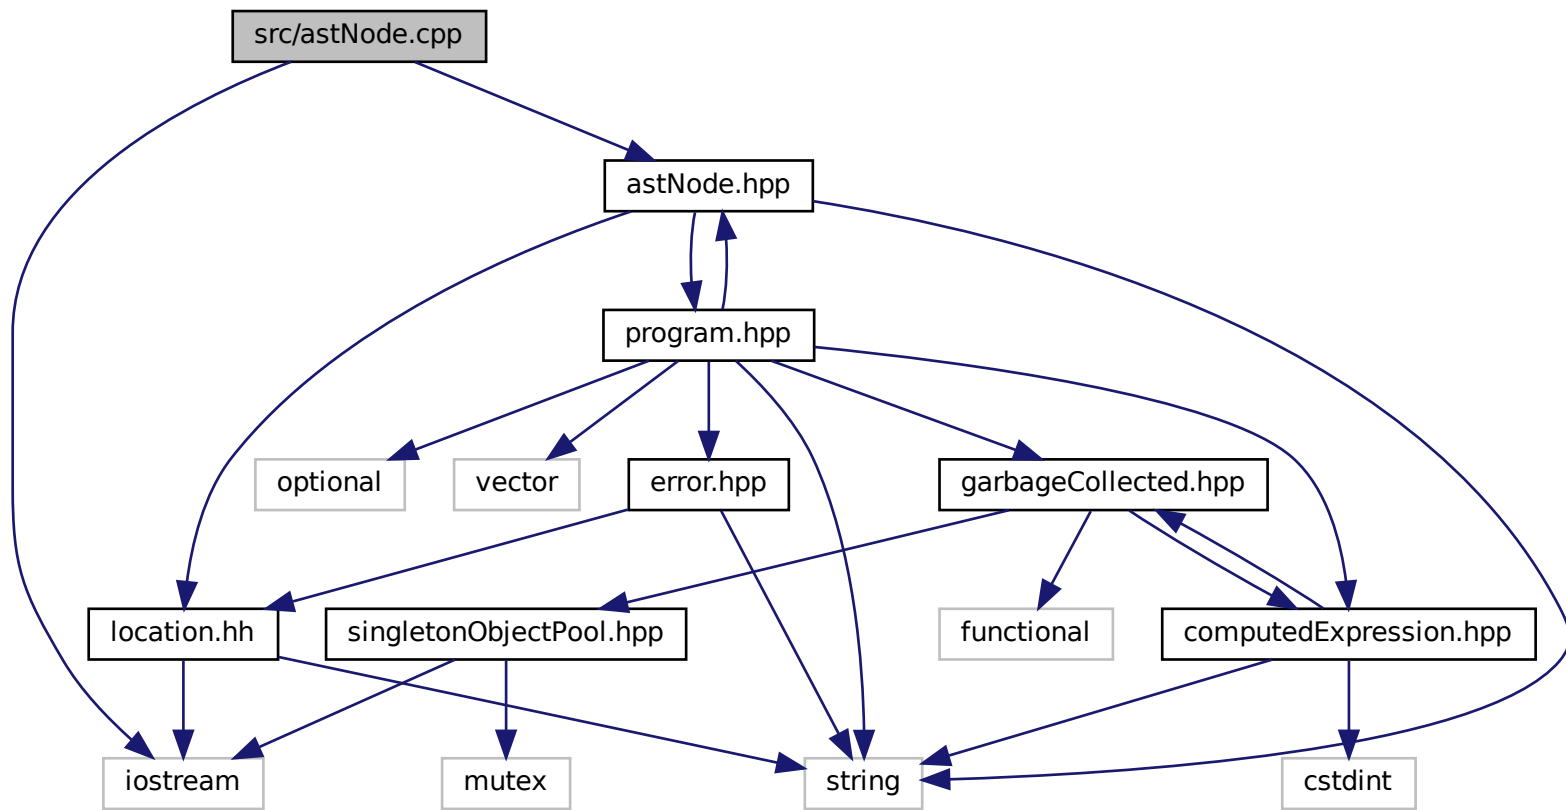 src/astNode.cpp
astNode.hpp
program.hpp
optional
vector
error.hpp
garbageCollected.hpp
location.hh
singletonObjectPool.hpp
functional
computedExpression.hpp
iostream
mutex
string
cstdint